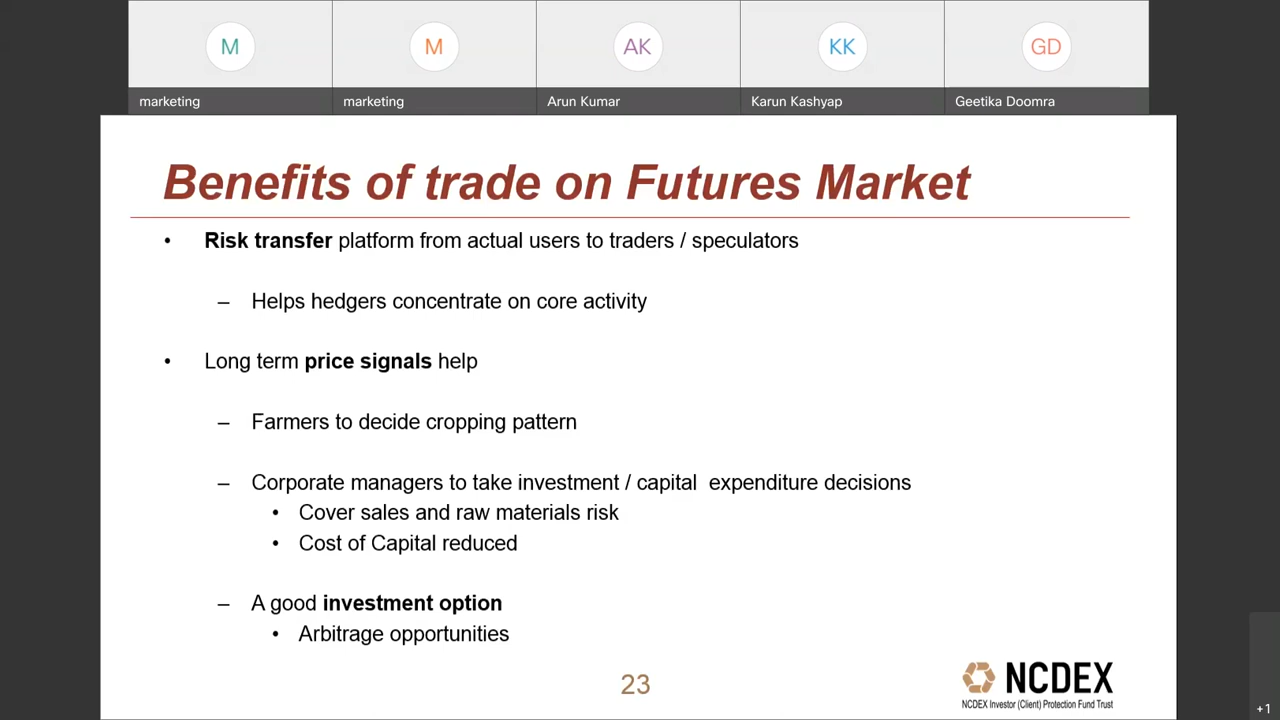 M
M
AK
KK
GD
marketing
marketing
Arun Kumar
Karun Kashyap
Geetika Doomra
Benefits of trade on Futures Market
• Risk transfer platform from actual users to traders / speculators
– Helps hedgers concentrate on core activity
• Long term price signals help
– Farmers to decide cropping pattern
– Corporate managers to take investment / capital expenditure decisions
• Cover sales and raw materials risk
• Cost of Capital reduced
– A good investment option
• Arbitrage opportunities
23
NCDEX
NCDEX Investor (Client) Protection Fund Trust
+1